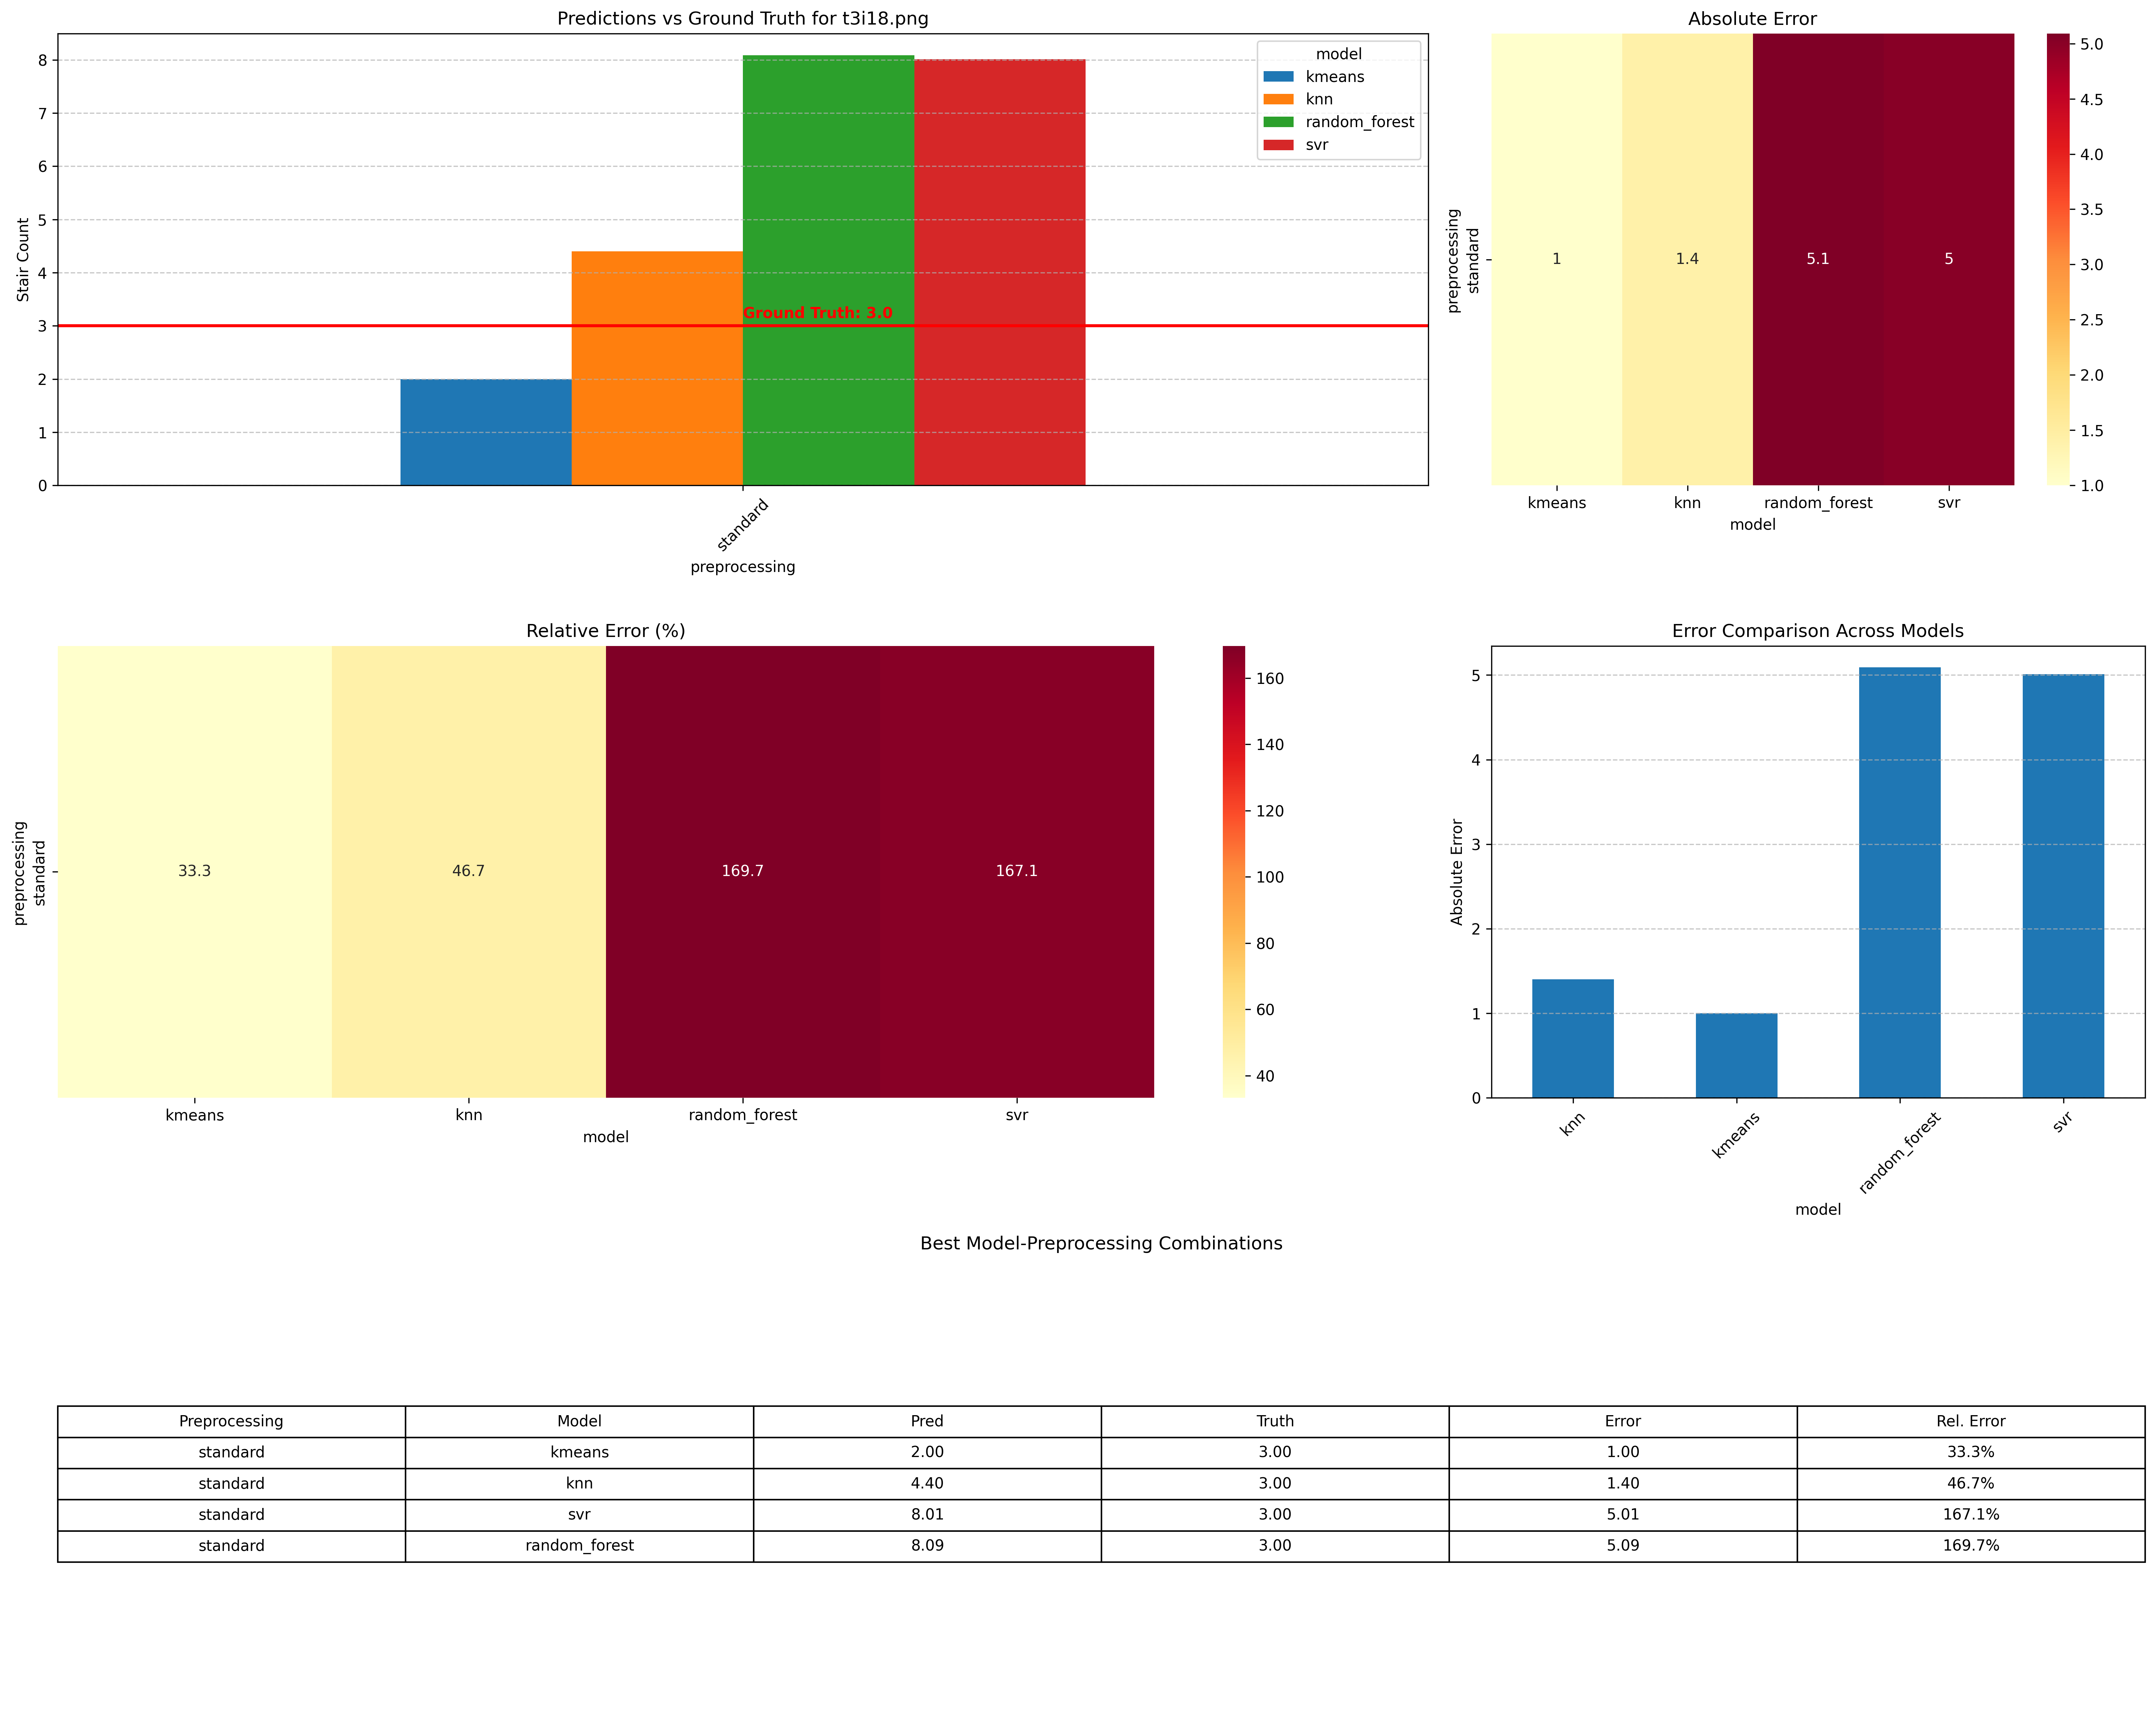 Predictions vs Ground Truth for t3i18.png
Stair Count
8
7
6
5
4
3
2
1
0
Ground Truth: 3.0
model
kmeans
knn
random_forest
svr
standard
preprocessing
Absolute Error
preprocessing
standard
1 1.4 5.1 5
kmeans knn random_forest svr
model
5.0
4.5
4.0
3.5
3.0
2.5
2.0
1.5
1.0
Relative Error (%)
preprocessing
standard
33.3 46.7 169.7 167.1
kmeans knn random_forest svr
model
160
140
120
100
80
60
40
Error Comparison Across Models
Absolute Error
5
4
3
2
1
0
knn kmeans random_forest svr
model
Best Model-Preprocessing Combinations
Preprocessing Model Pred Truth Error Rel. Error
standard kmeans 2.00 3.00 1.00 33.3%
standard knn 4.40 3.00 1.40 46.7%
standard svr 8.01 3.00 5.01 167.1%
standard random_forest 8.09 3.00 5.09 169.7%